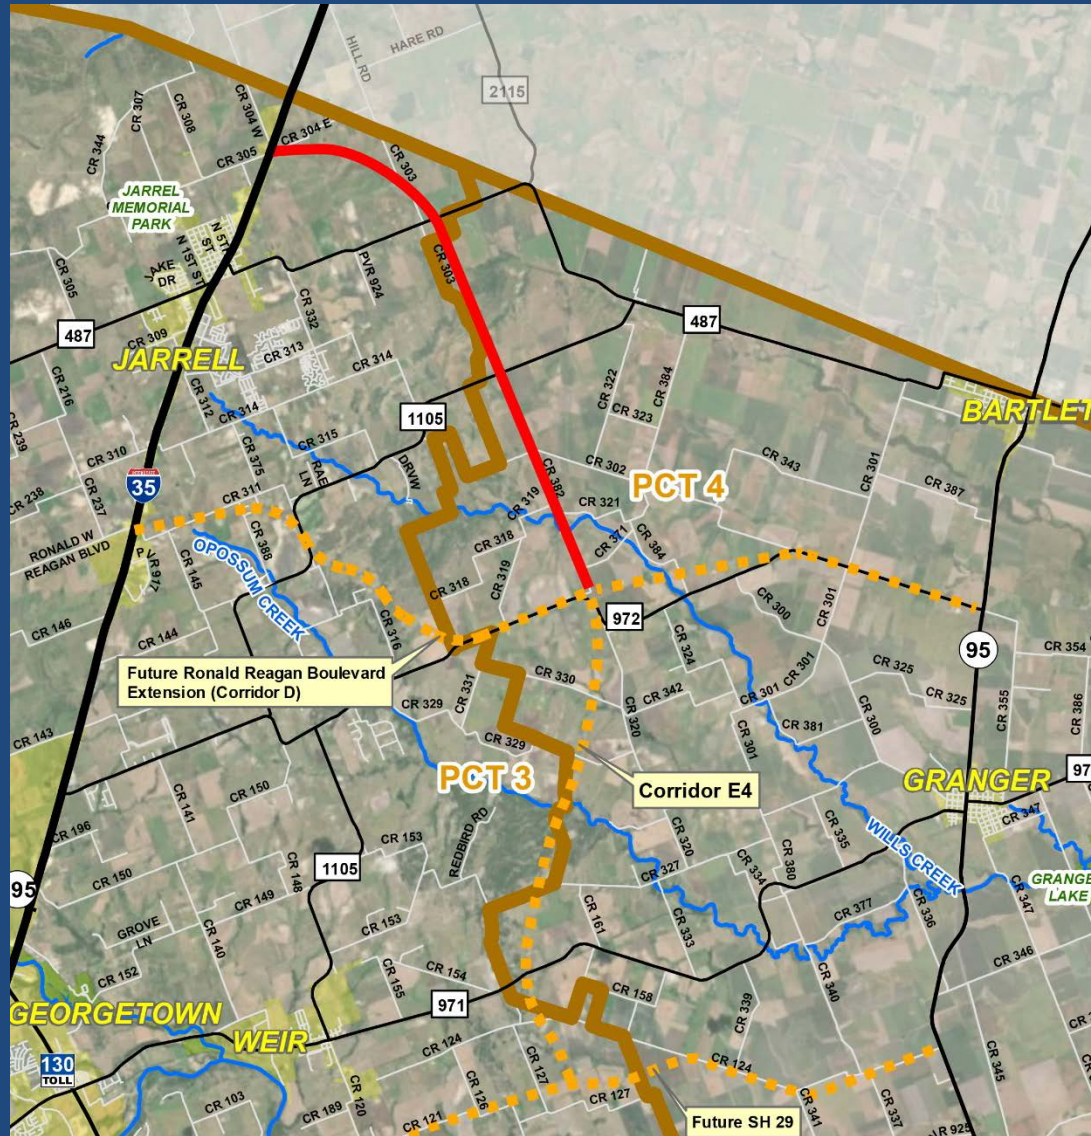 HILL RD
HARE RD
2115
CR 307
CR 308
CR 304 W
CR 304 E
CR 344
CR 305
CR 303
JARREL
MEMORIAL
PARK
N 5TH
ST
N 1ST ST
JAKE
DR
CR 305
PVR 924
CR 303
CR 332
487
CR 309
487
JARRELL
CR 313
CR 314
CR 216
CR 312
CR 314
1105
CR 322
CR 384
CR 323
BARTLET
CR 239
CR 310
CR 315
CR 375
RAE
LN
DRWW
CR 302
CR 382
PCT 4
CR 343
CR 301
CR 387
35
CR 238
CR 237
CR 311
CR 319
CR 321
RONALD W
REAGAN BLVD
P V
R 917
CR 388
CR 318
CR 371
CR 384
OPOSSUM CREEK
CR 145
CR 318
CR 319
CR 146
CR 144
CR 316
972
CR 300
CR 301
95
CR 354
Future Ronald Reagan Boulevard
Extension (Corridor D)
CR 324
CR 331
CR 330
CR 342
CR 301
CR 301
CR 325
CR 325
CR 355
CR 386
CR 329
CR 320
CR 381
CR 300
CR 143
CR 329
CR 301
PCT 3
Corridor E4
GRANGER
97
CR 150
CR 141
CR 347
CR 196
REDBIRD RD
CR 153
CR 320
CR 335
WILLS CREEK
95
CR 150
CR 148
1105
CR 327
CR 334
CR 380
GRANGE
LAKE
CR 149
CR 153
CR 161
CR 377
CR 336
CR 347
GROVE
LN
CR 140
CR 333
CR 152
CR 154
CR 346
CR 155
971
CR 158
CR 339
CR 340
GEORGETOWN
WEIR
130
TOLL
CR 124
CR 127
CR 124
CR 345
CR 103
CR 189
CR 120
CR 126
CR 121
CR 127
CR 341
CR 337
Future SH 29
VLR 925